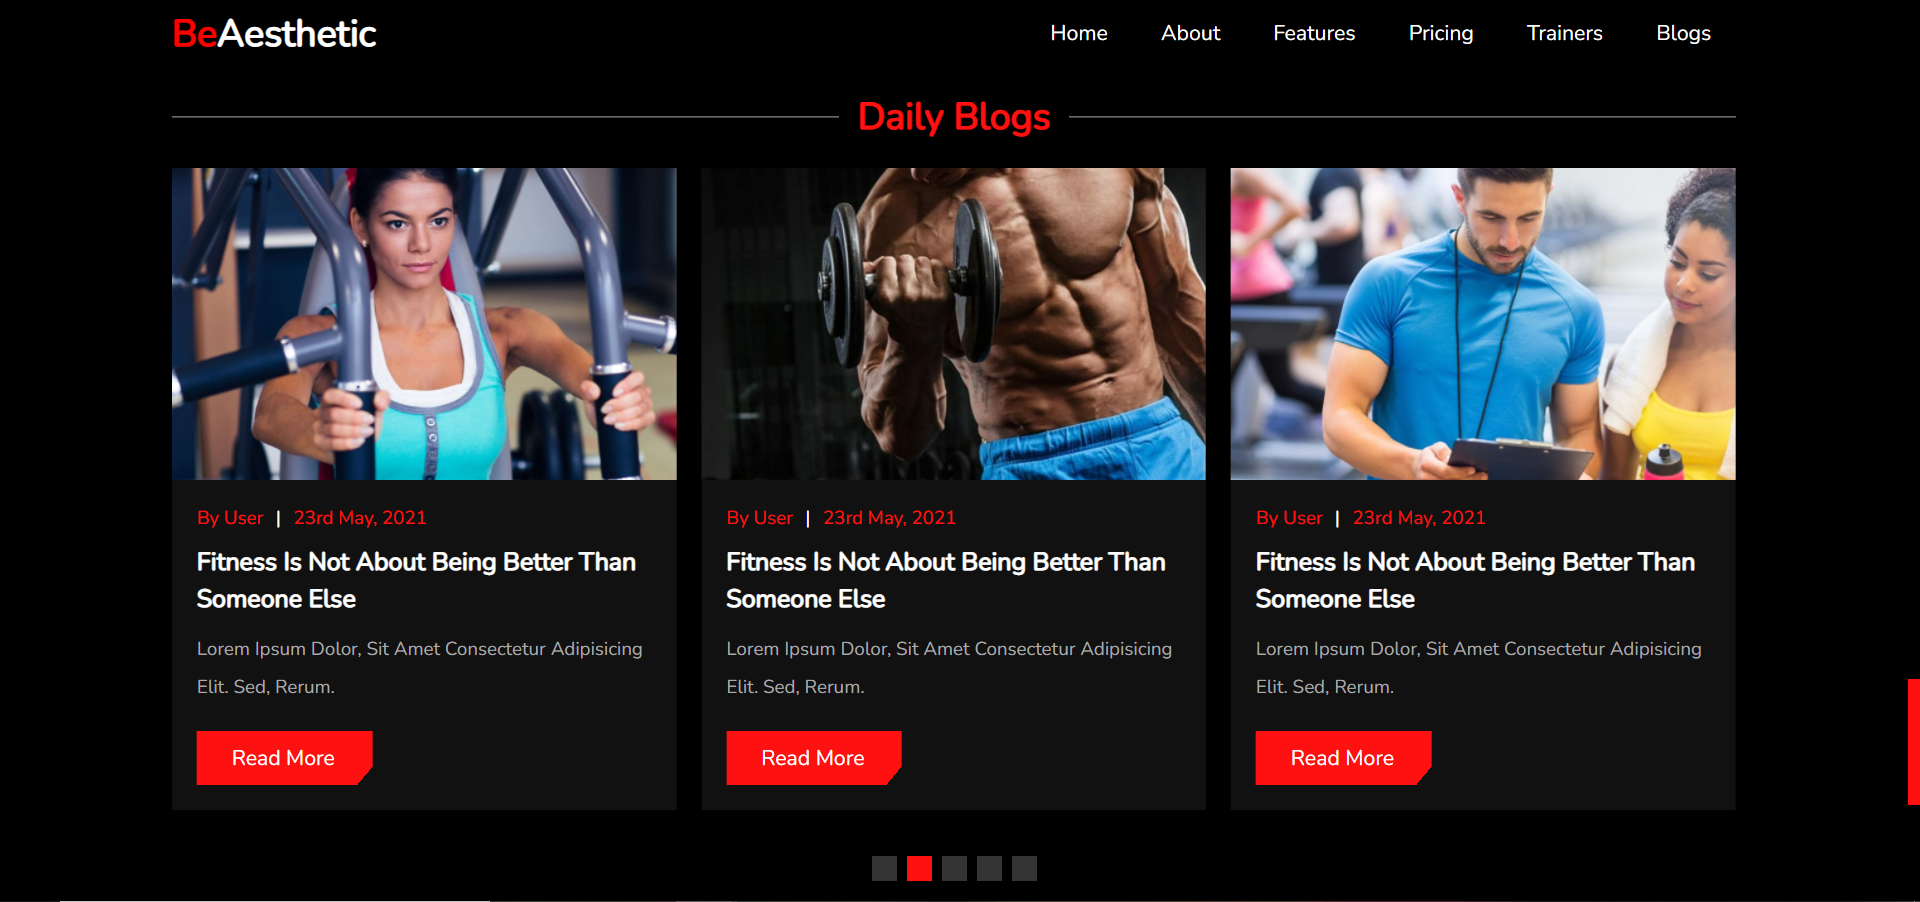 BeAesthetic
Home About Features Pricing Trainers Blogs
Daily Blogs
By User | 23rd May, 2021
Fitness Is Not About Being Better Than
Someone Else
Lorem Ipsum Dolor, Sit Amet Consectetur Adipisicing
Elit. Sed, Rerum.
Read More
By User | 23rd May, 2021
Fitness Is Not About Being Better Than
Someone Else
Lorem Ipsum Dolor, Sit Amet Consectetur Adipisicing
Elit. Sed, Rerum.
Read More
By User | 23rd May, 2021
Fitness Is Not About Being Better Than
Someone Else
Lorem Ipsum Dolor, Sit Amet Consectetur Adipisicing
Elit. Sed, Rerum.
Read More